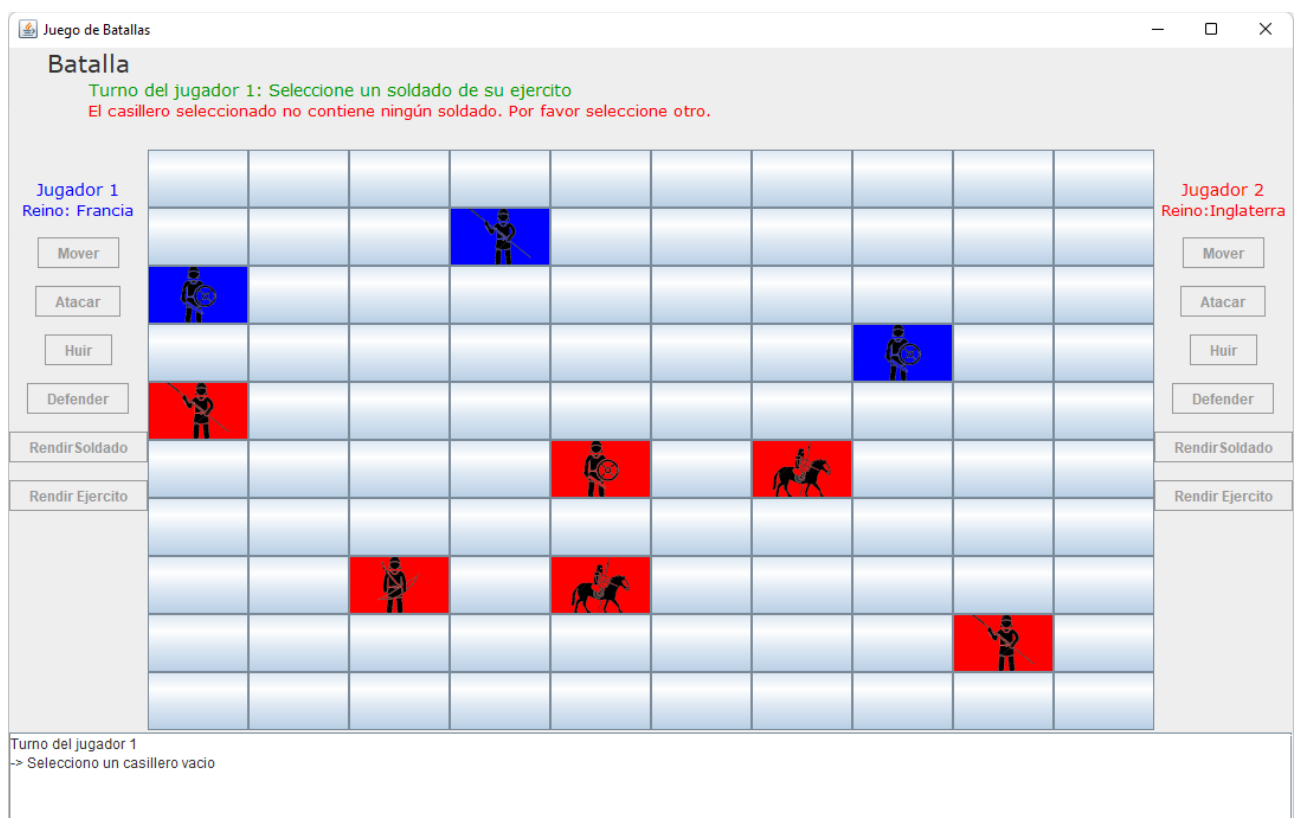 Juego de Batallas
Batalla
Turno del jugador 1: Seleccione un soldado de su ejercito
El casillero seleccionado no contiene ningún soldado. Por favor seleccione otro.
Jugador 1
Reino: Francia
Mover
Atacar
Huir
Defender
RendirSoldado
Rendir Ejercito
Jugador 2
Reino:Inglaterra
Mover
Atacar
Huir
Defender
RendirSoldado
Rendir Ejercito
Turno del jugador 1
-> Selecciono un casillero vacio